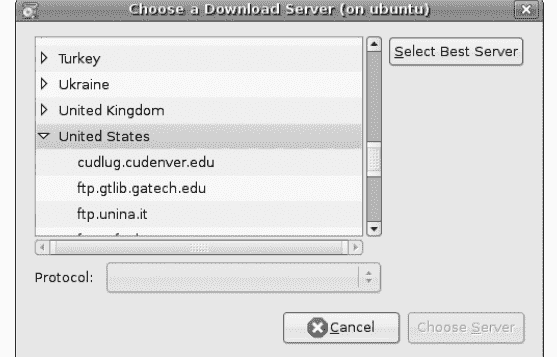 Choose a Download Server (on ubuntu)
Turkey
Select Best Server
Ukraine
United Kingdom
United States
cudlug.cudenver.edu
ftp.gtlib.gatech.edu
ftp.unina.it
Protocol:
Cancel
Choose Server